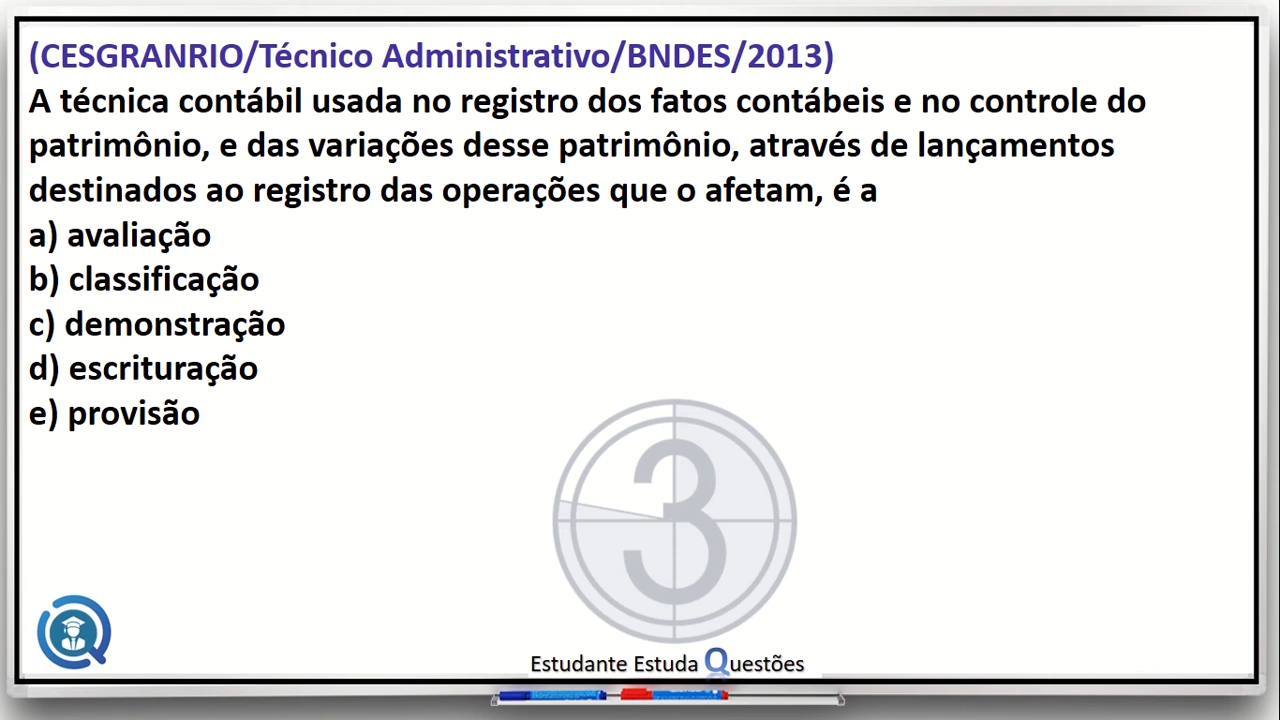 (CESGRANRIO/Técnico Administrativo/BNDES/2013)
A técnica contábil usada no registro dos fatos contábeis e no controle do
patrimônio, e das variações desse patrimônio, através de lançamentos
destinados ao registro das operações que o afetam, é a
a) avaliação
b) classificação
c) demonstração
d) escrituração
e) provisão
3
Estudante Estuda Questões